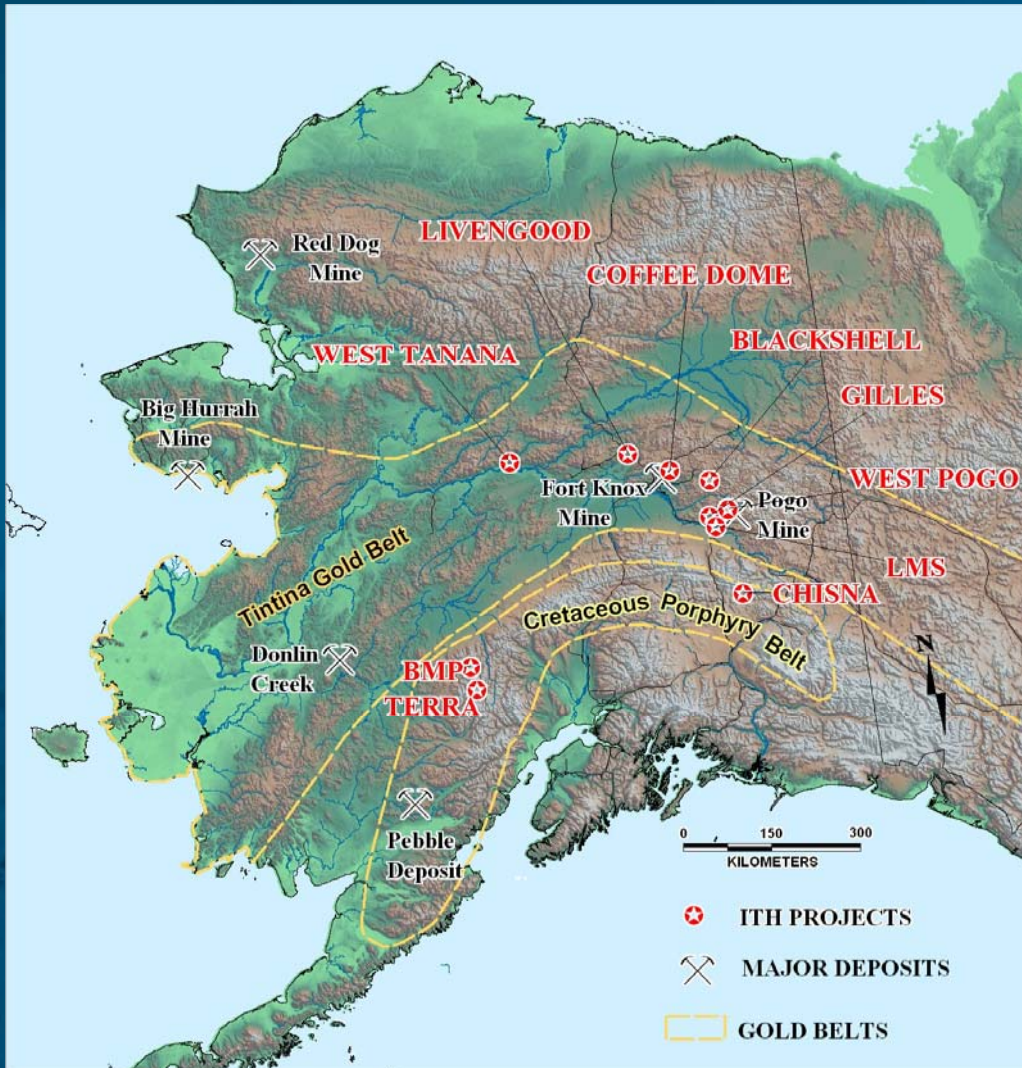 LIVENGOOD
Red Dog
Mine
COFFEE DOME
WEST TANANA
BLACKSHELL
GILLES
Big Hurrah
Mine
WEST POGO
Fort Knox
Mine
Pogo
Mine
LMS
CHISNA
Tintina Gold Belt
Cretaceous Porphyry Belt
Donlin
Creek
BMP
TERRA
N
Pebble
Deposit
0 150 300
KILOMETERS
ITH PROJECTS
MAJOR DEPOSITS
GOLD BELTS